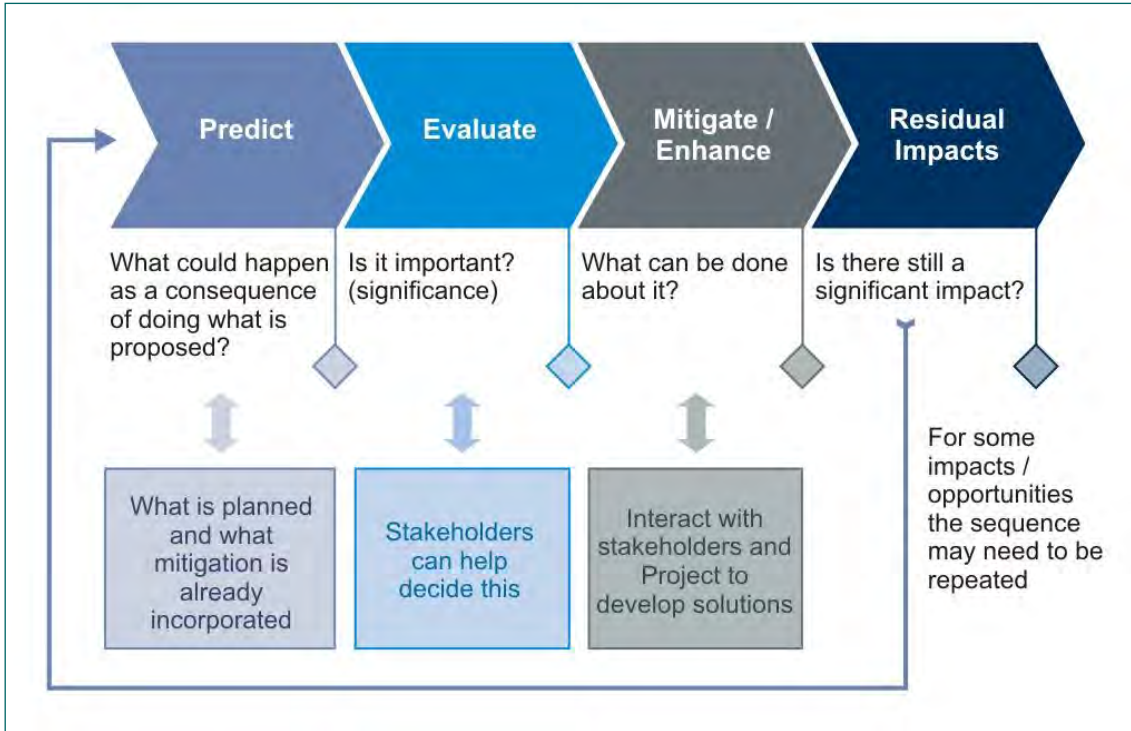 Predict
Evaluate
Mitigate /
Enhance
Residual
Impacts
What could happen
as a consequence
of doing what is
proposed?
Is it important?
(significance)
What can be done
about it?
Is there still a
significant impact?
What is planned
and what
mitigation is
already
incorporated
Stakeholders
can help
decide this
Interact with
stakeholders and
Project to
develop solutions
For some
impacts /
opportunities
the sequence
may need to be
repeated